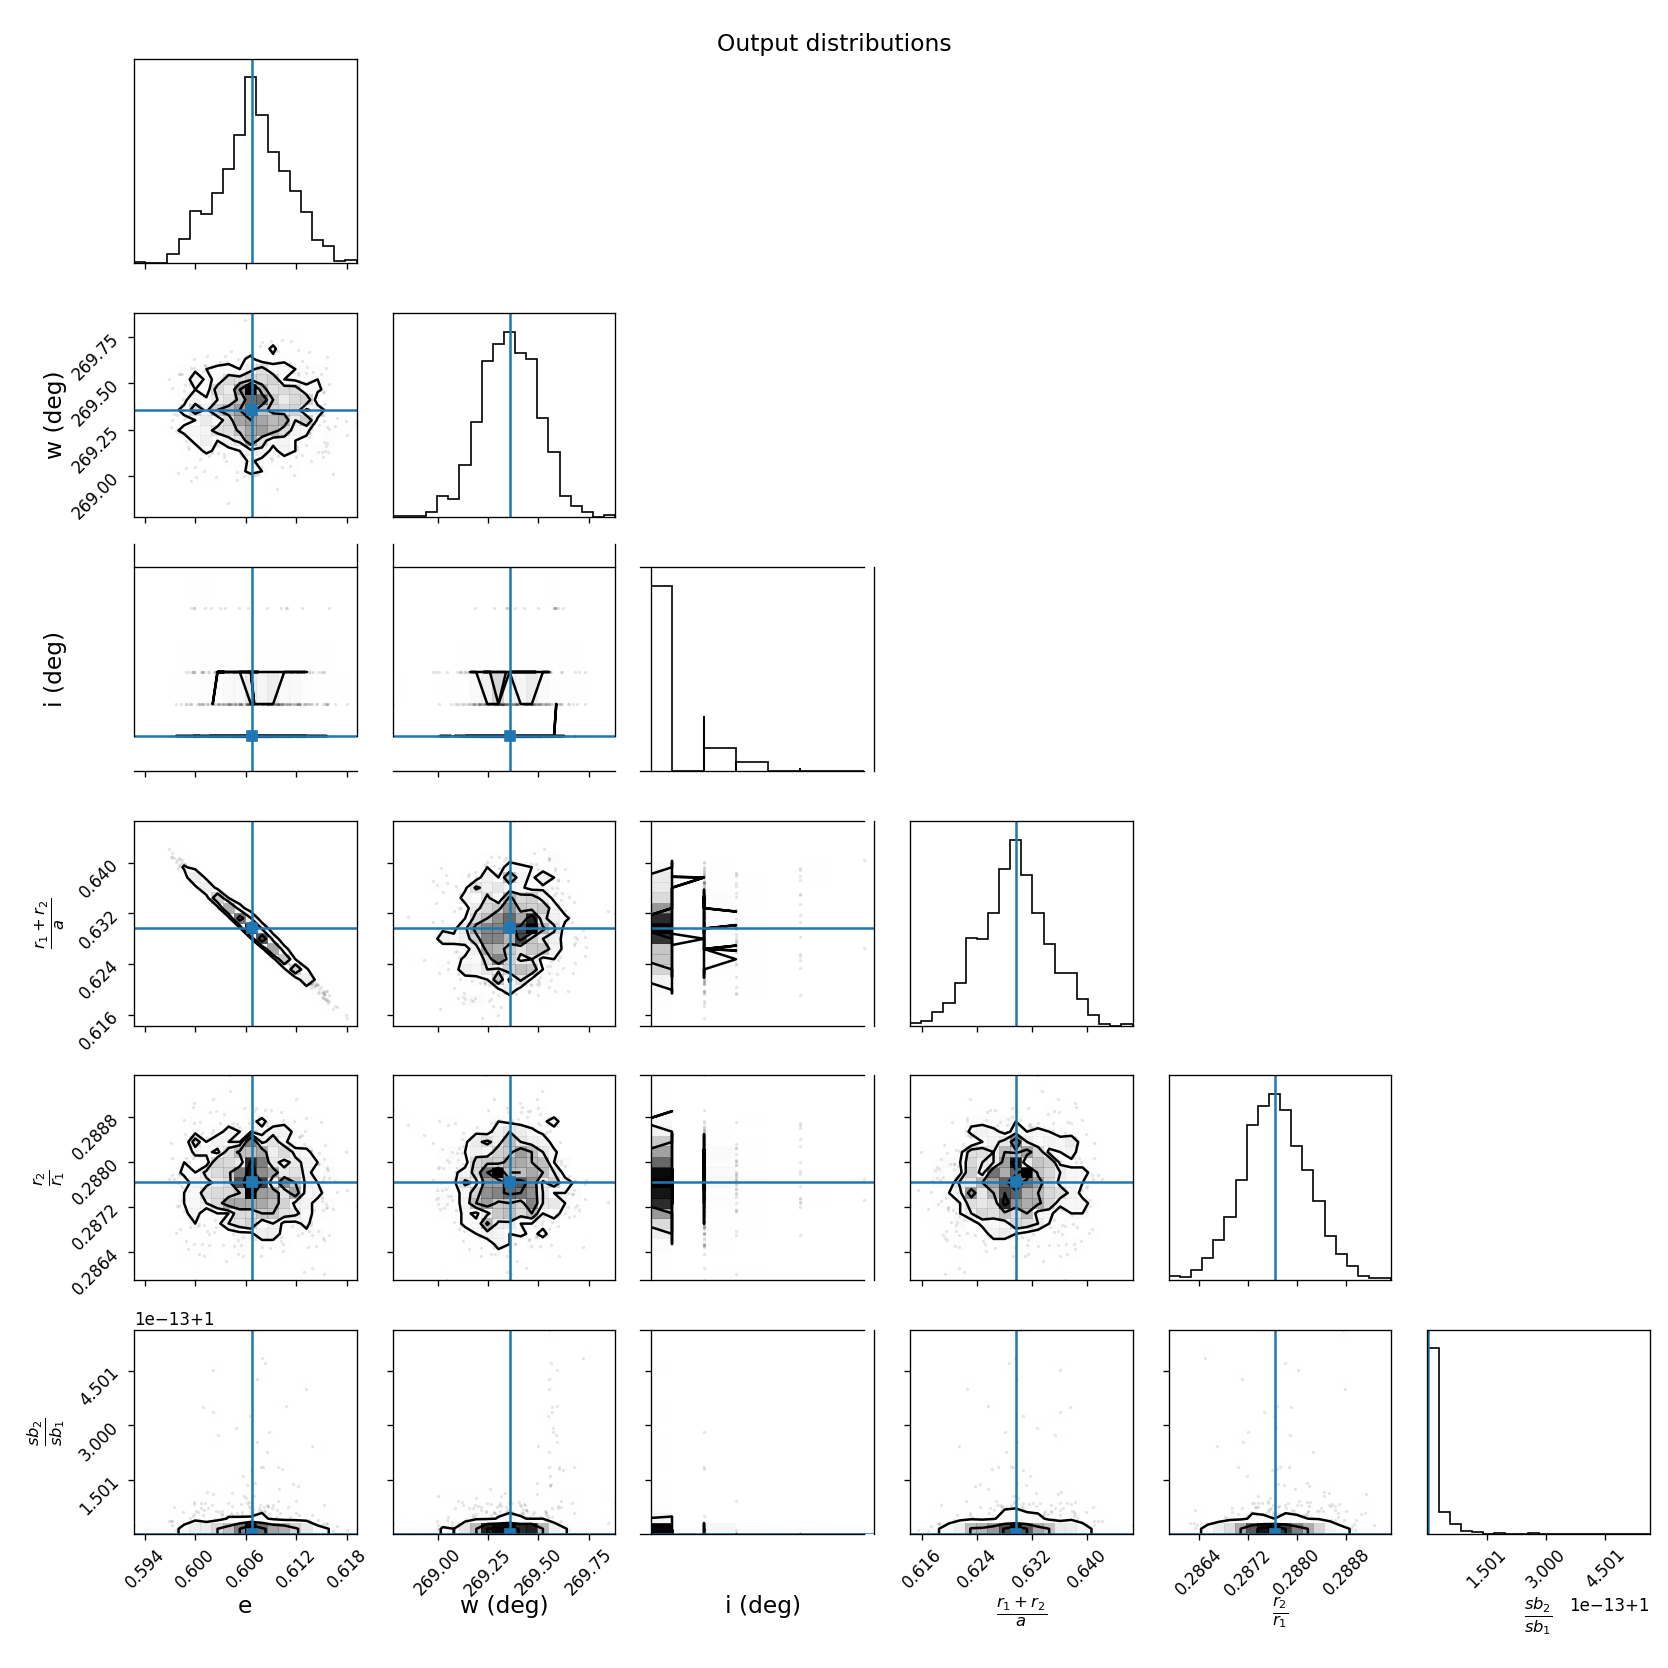 Output distributions
w (deg)
269.75
269.50
269.25
269.00
i (deg)
r₁ + r₂
a
0.640
0.632
0.624
0.616
r₂
r₁
0.2888
0.2880
0.2872
0.2864
1e−13+1
sb₂
sb₁
4.501
3.000
1.501
0.594 0.600 0.606 0.612 0.618 269.00 269.25 269.50 269.75 0.616 0.624 0.632 0.640 0.2864 0.2872 0.2880 0.2888 1.501 3.000 4.501
e w (deg) i (deg) r₁ + r₂ r₂ sb₂ 1e−13+1
a r₁ sb₁